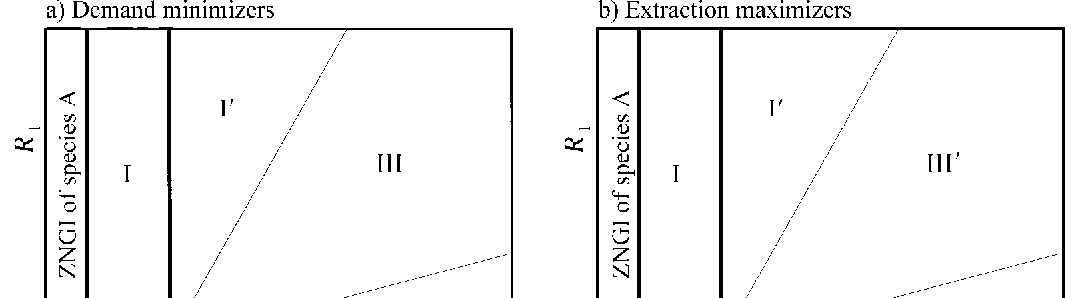 a) Demand minimizers
b) Extraction maximizers
R1
ZNGI of species A
I
I′
III
R1
ZNGI of species A
I
I′
III′